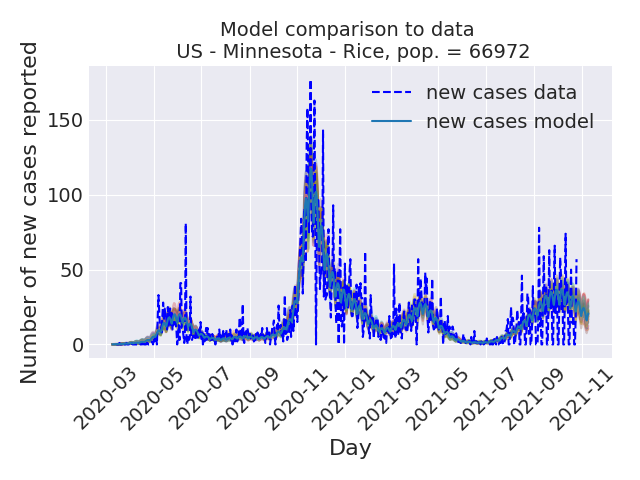 Model comparison to data
US - Minnesota - Rice, pop. = 66972
Number of new cases reported
150
100
50
0
new cases data
new cases model
2020-03
2020-05
2020-07
2020-09
2020-11
2021-01
2021-03
2021-05
2021-07
2021-09
2021-11
Day